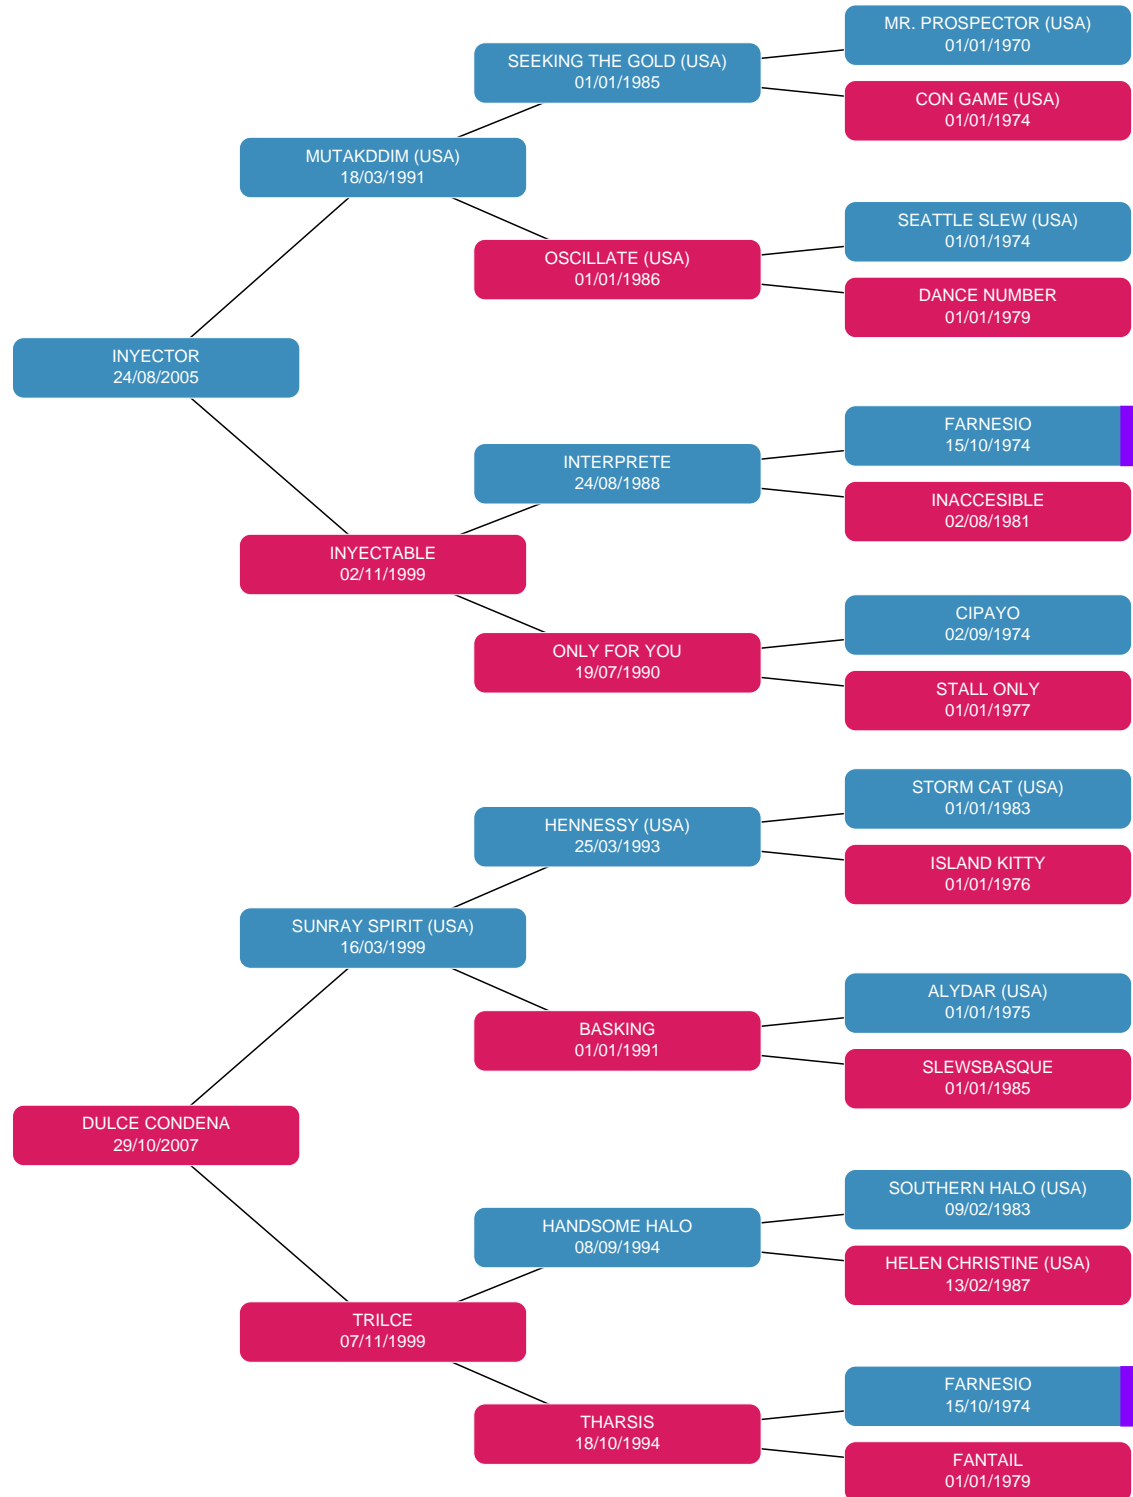 MR. PROSPECTOR (USA)
01/01/1970
SEEKING THE GOLD (USA)
01/01/1985
CON GAME (USA)
01/01/1974
MUTAKDDIM (USA)
18/03/1991
SEATTLE SLEW (USA)
01/01/1974
OSCILLATE (USA)
01/01/1986
DANCE NUMBER
01/01/1979
INYECTOR
24/08/2005
FARNESIO
15/10/1974
INTERPRETE
24/08/1988
INACCESIBLE
02/08/1981
INYECTABLE
02/11/1999
CIPAYO
02/09/1974
ONLY FOR YOU
19/07/1990
STALL ONLY
01/01/1977
STORM CAT (USA)
01/01/1983
HENNESSY (USA)
25/03/1993
ISLAND KITTY
01/01/1976
SUNRAY SPIRIT (USA)
16/03/1999
ALYDAR (USA)
01/01/1975
BASKING
01/01/1991
SLEWSBASQUE
01/01/1985
DULCE CONDENA
29/10/2007
SOUTHERN HALO (USA)
09/02/1983
HANDSOME HALO
08/09/1994
HELEN CHRISTINE (USA)
13/02/1987
TRILCE
07/11/1999
FARNESIO
15/10/1974
THARSIS
18/10/1994
FANTAIL
01/01/1979